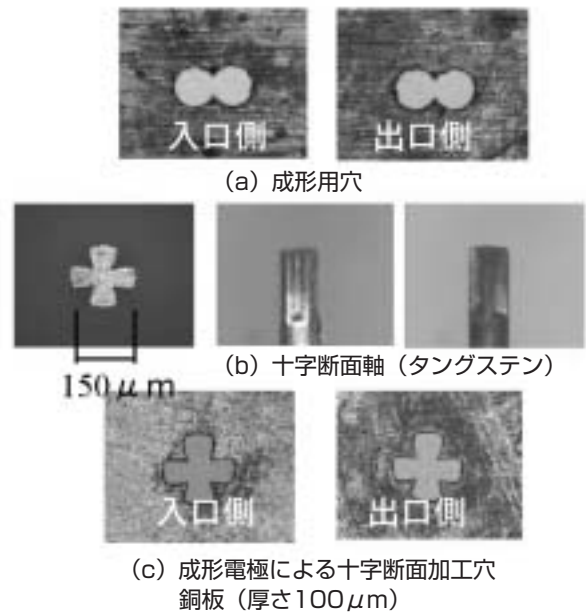 入口側 出口側
(a) 成形用穴
(b) 十字断面軸（タングステン）
150μm
入口側 出口側
(c) 成形電極による十字断面加工穴
銅板（厚さ100μm）